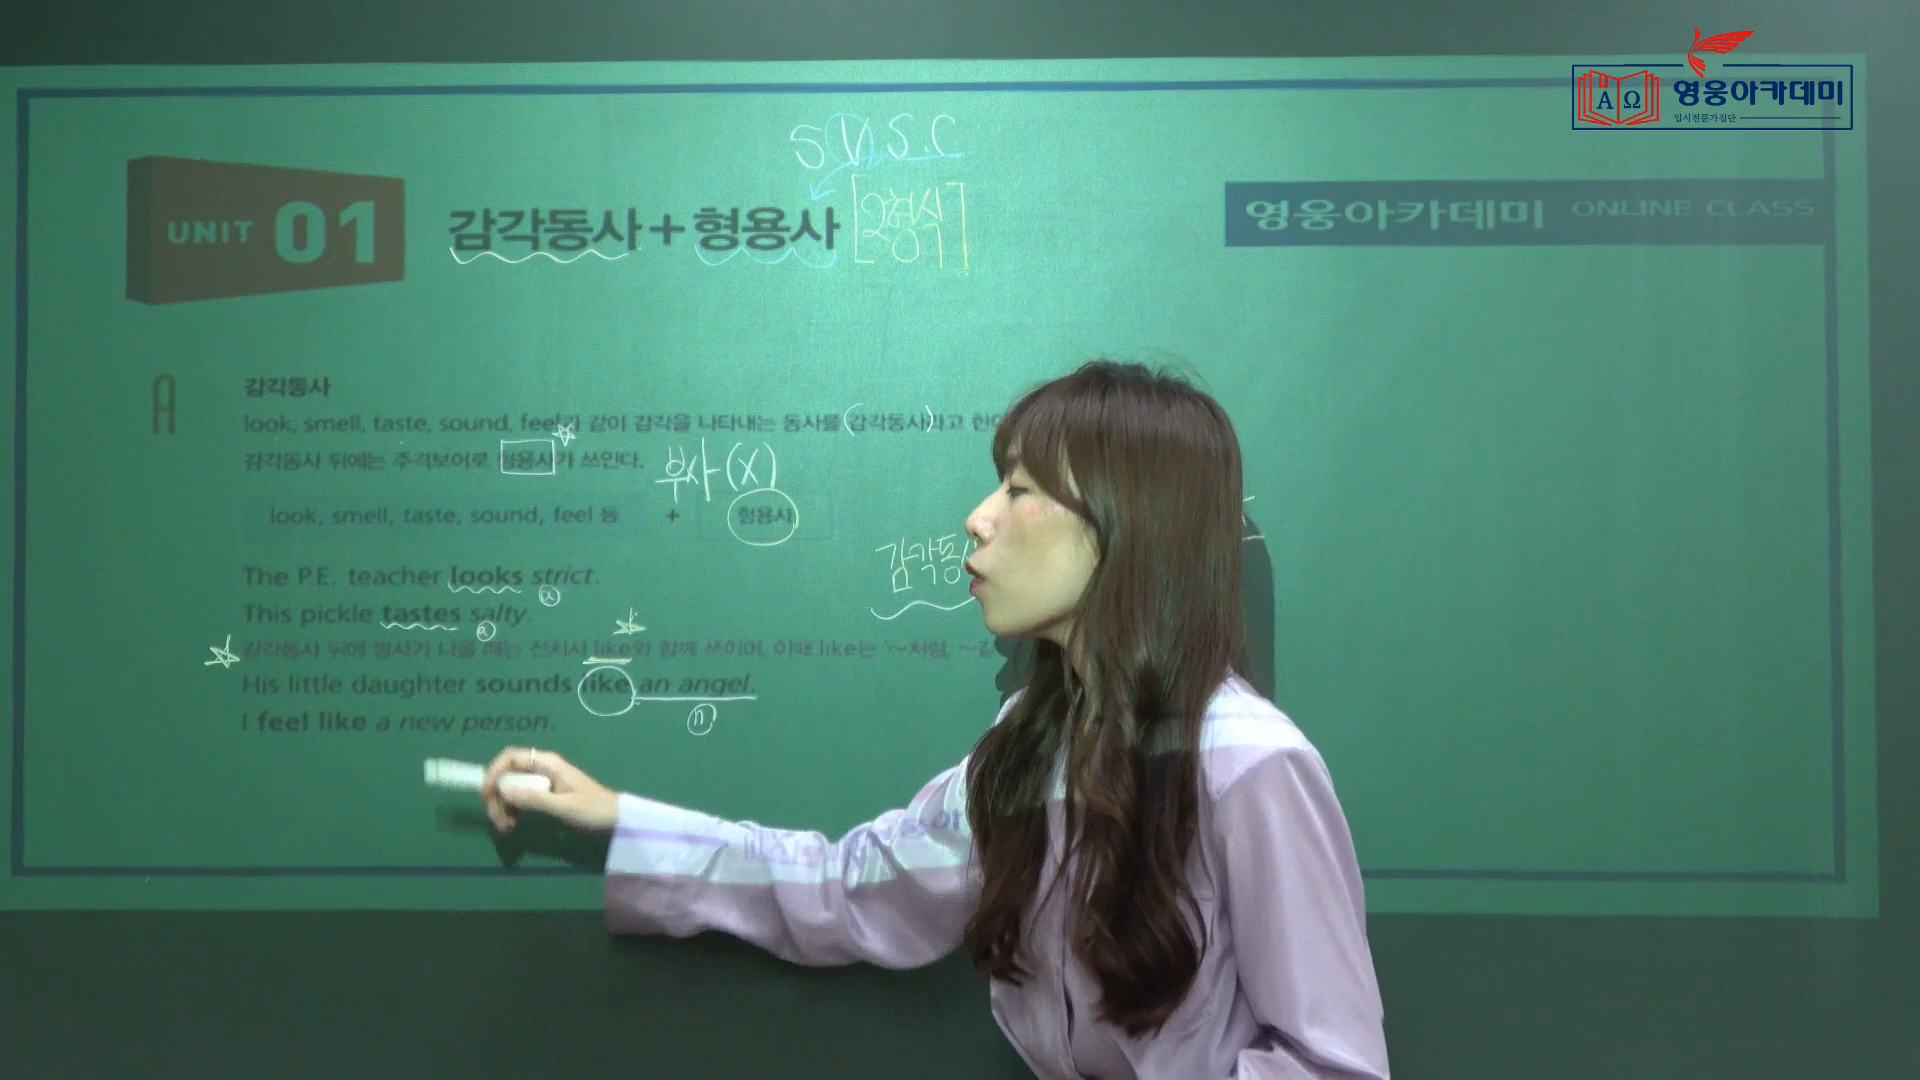 영웅아카데미
입시전문가집단
A Ω
S V S.C
UNIT 01
감각동사+형용사 [2형식]
영웅아카데미 ONLINE CLASS
A
감각동사
look, smell, taste, sound, feel과 같이 감각을 나타내는 동사를 (감각동사)라고 한
감각동사 뒤에는 주격보어로 형용사가 쓰인다. 부사(X)
look, smell, taste, sound, feel 등 + 형용사
감각동
The P.E. teacher looks strict.
ⓐ
This pickle tastes salty.
ⓐ
감각동사 뒤에 명사가 나올 때는 전치사 like와 함께 쓰이며, 이때 like는 '~처럼, ~
His little daughter sounds like an angel.
ⓝ
I feel like a new person.